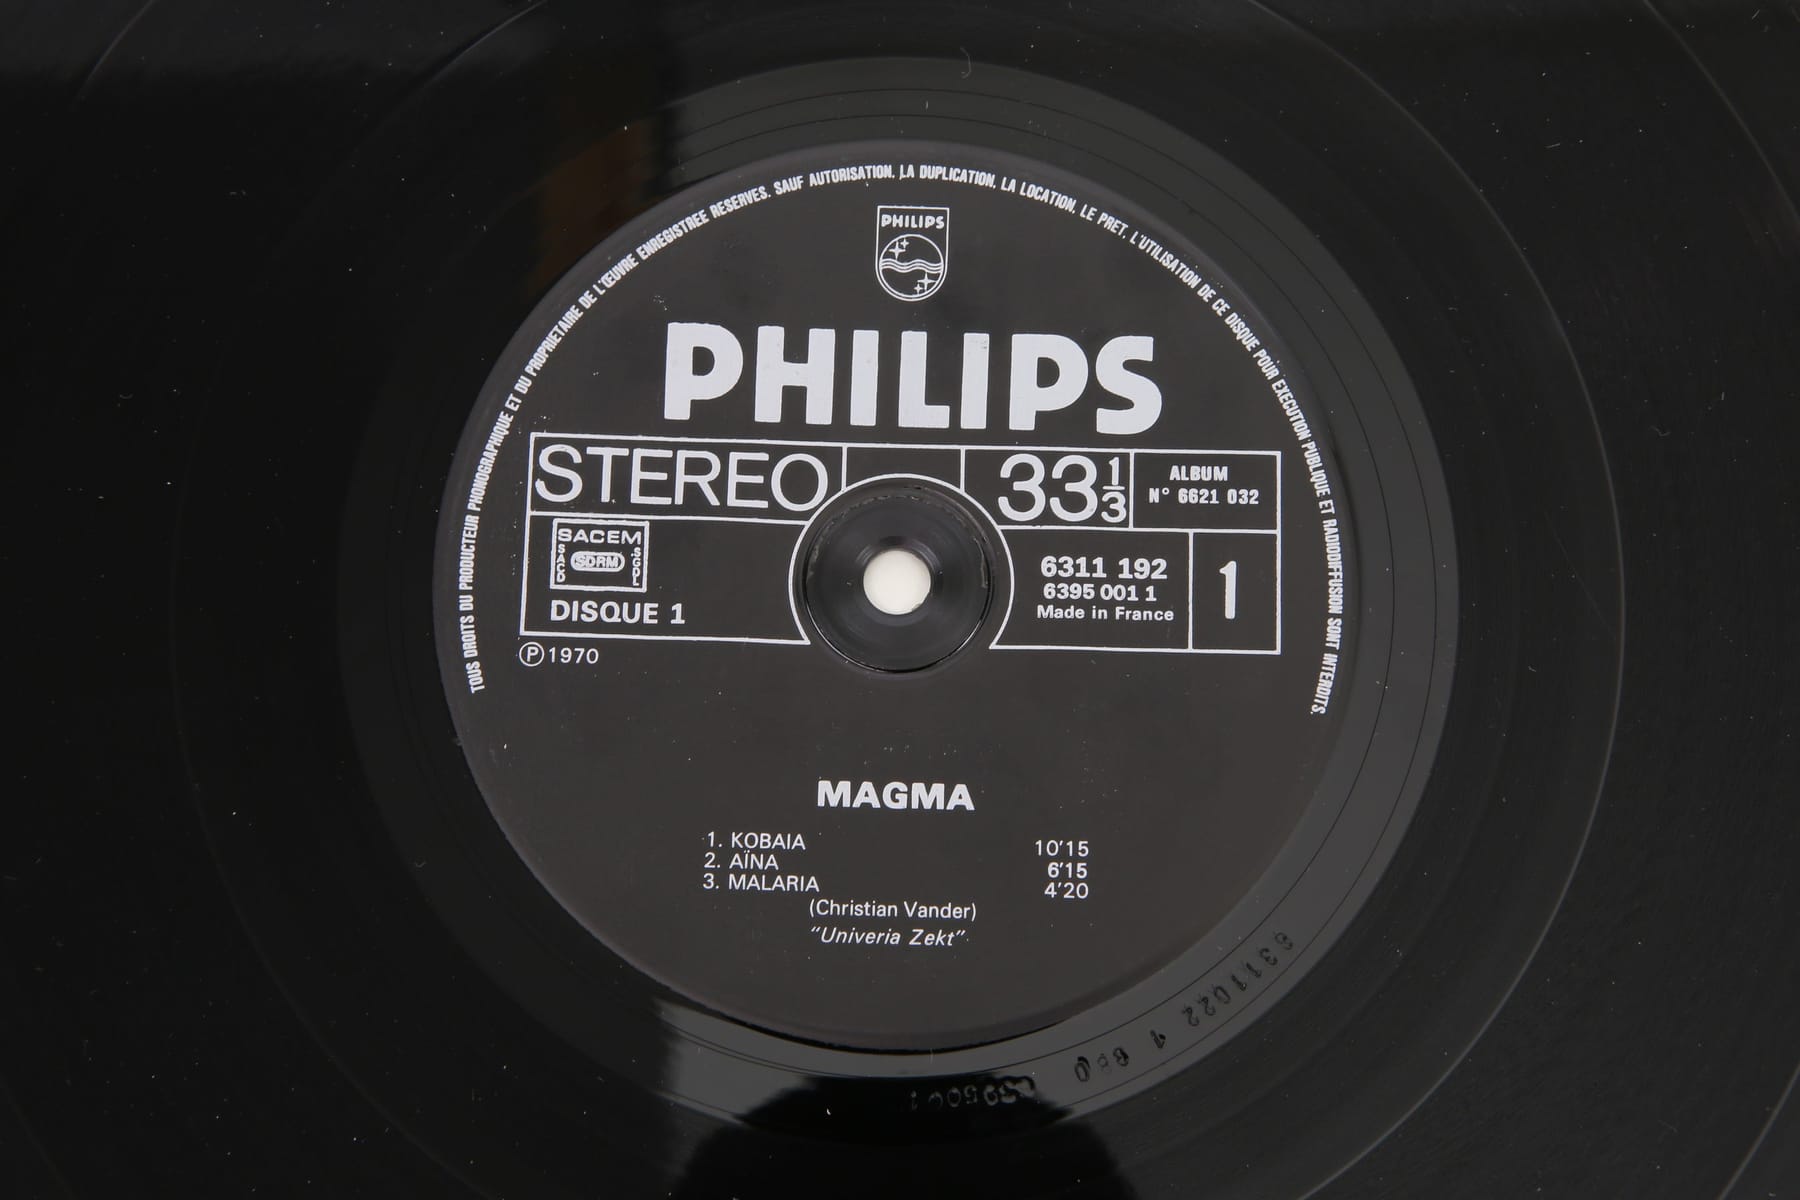 TOUS DROITS DU PRODUCTEUR PHONOGRAPHIQUE ET DU PROPRIETAIRE DE L'ŒUVRE ENREGISTREE RESERVES. SAUF AUTORISATION, LA DUPLICATION, LA LOCATION, LE PRET, L'UTILISATION DE CE DISQUE POUR EXECUTION PUBLIQUE ET RADIODIFFUSION SONT INTERDITS.
PHILIPS
PHILIPS
STEREO
33 1/3
ALBUM
N° 6621 032
SACEM
SACD
SDRM
SGDL
DISQUE 1
6311 192
6395 001 1
Made in France
1
Ⓟ1970
MAGMA
1. KOBAIA 10'15
2. AÏNA 6'15
3. MALARIA 4'20
(Christian Vander)
"Univeria Zekt"